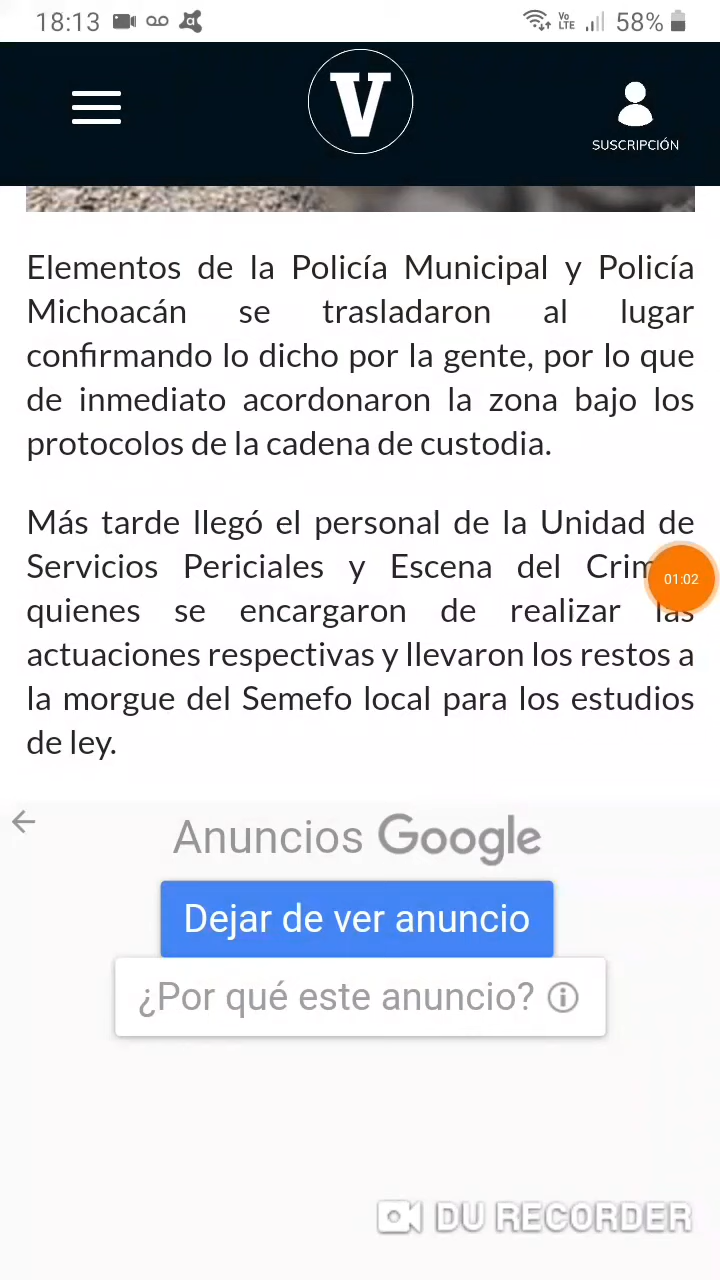 18:13 Vo LTE 58%
V
SUSCRIPCIÓN
Elementos de la Policía Municipal y Policía
Michoacán se trasladaron al lugar
confirmando lo dicho por la gente, por lo que
de inmediato acordonaron la zona bajo los
protocolos de la cadena de custodia.
Más tarde llegó el personal de la Unidad de
Servicios Periciales y Escena del Crim
01:02
quienes se encargaron de realizar las
actuaciones respectivas y llevaron los restos a
la morgue del Semefo local para los estudios
de ley.
Anuncios Google
Dejar de ver anuncio
¿Por qué este anuncio?
DU RECORDER